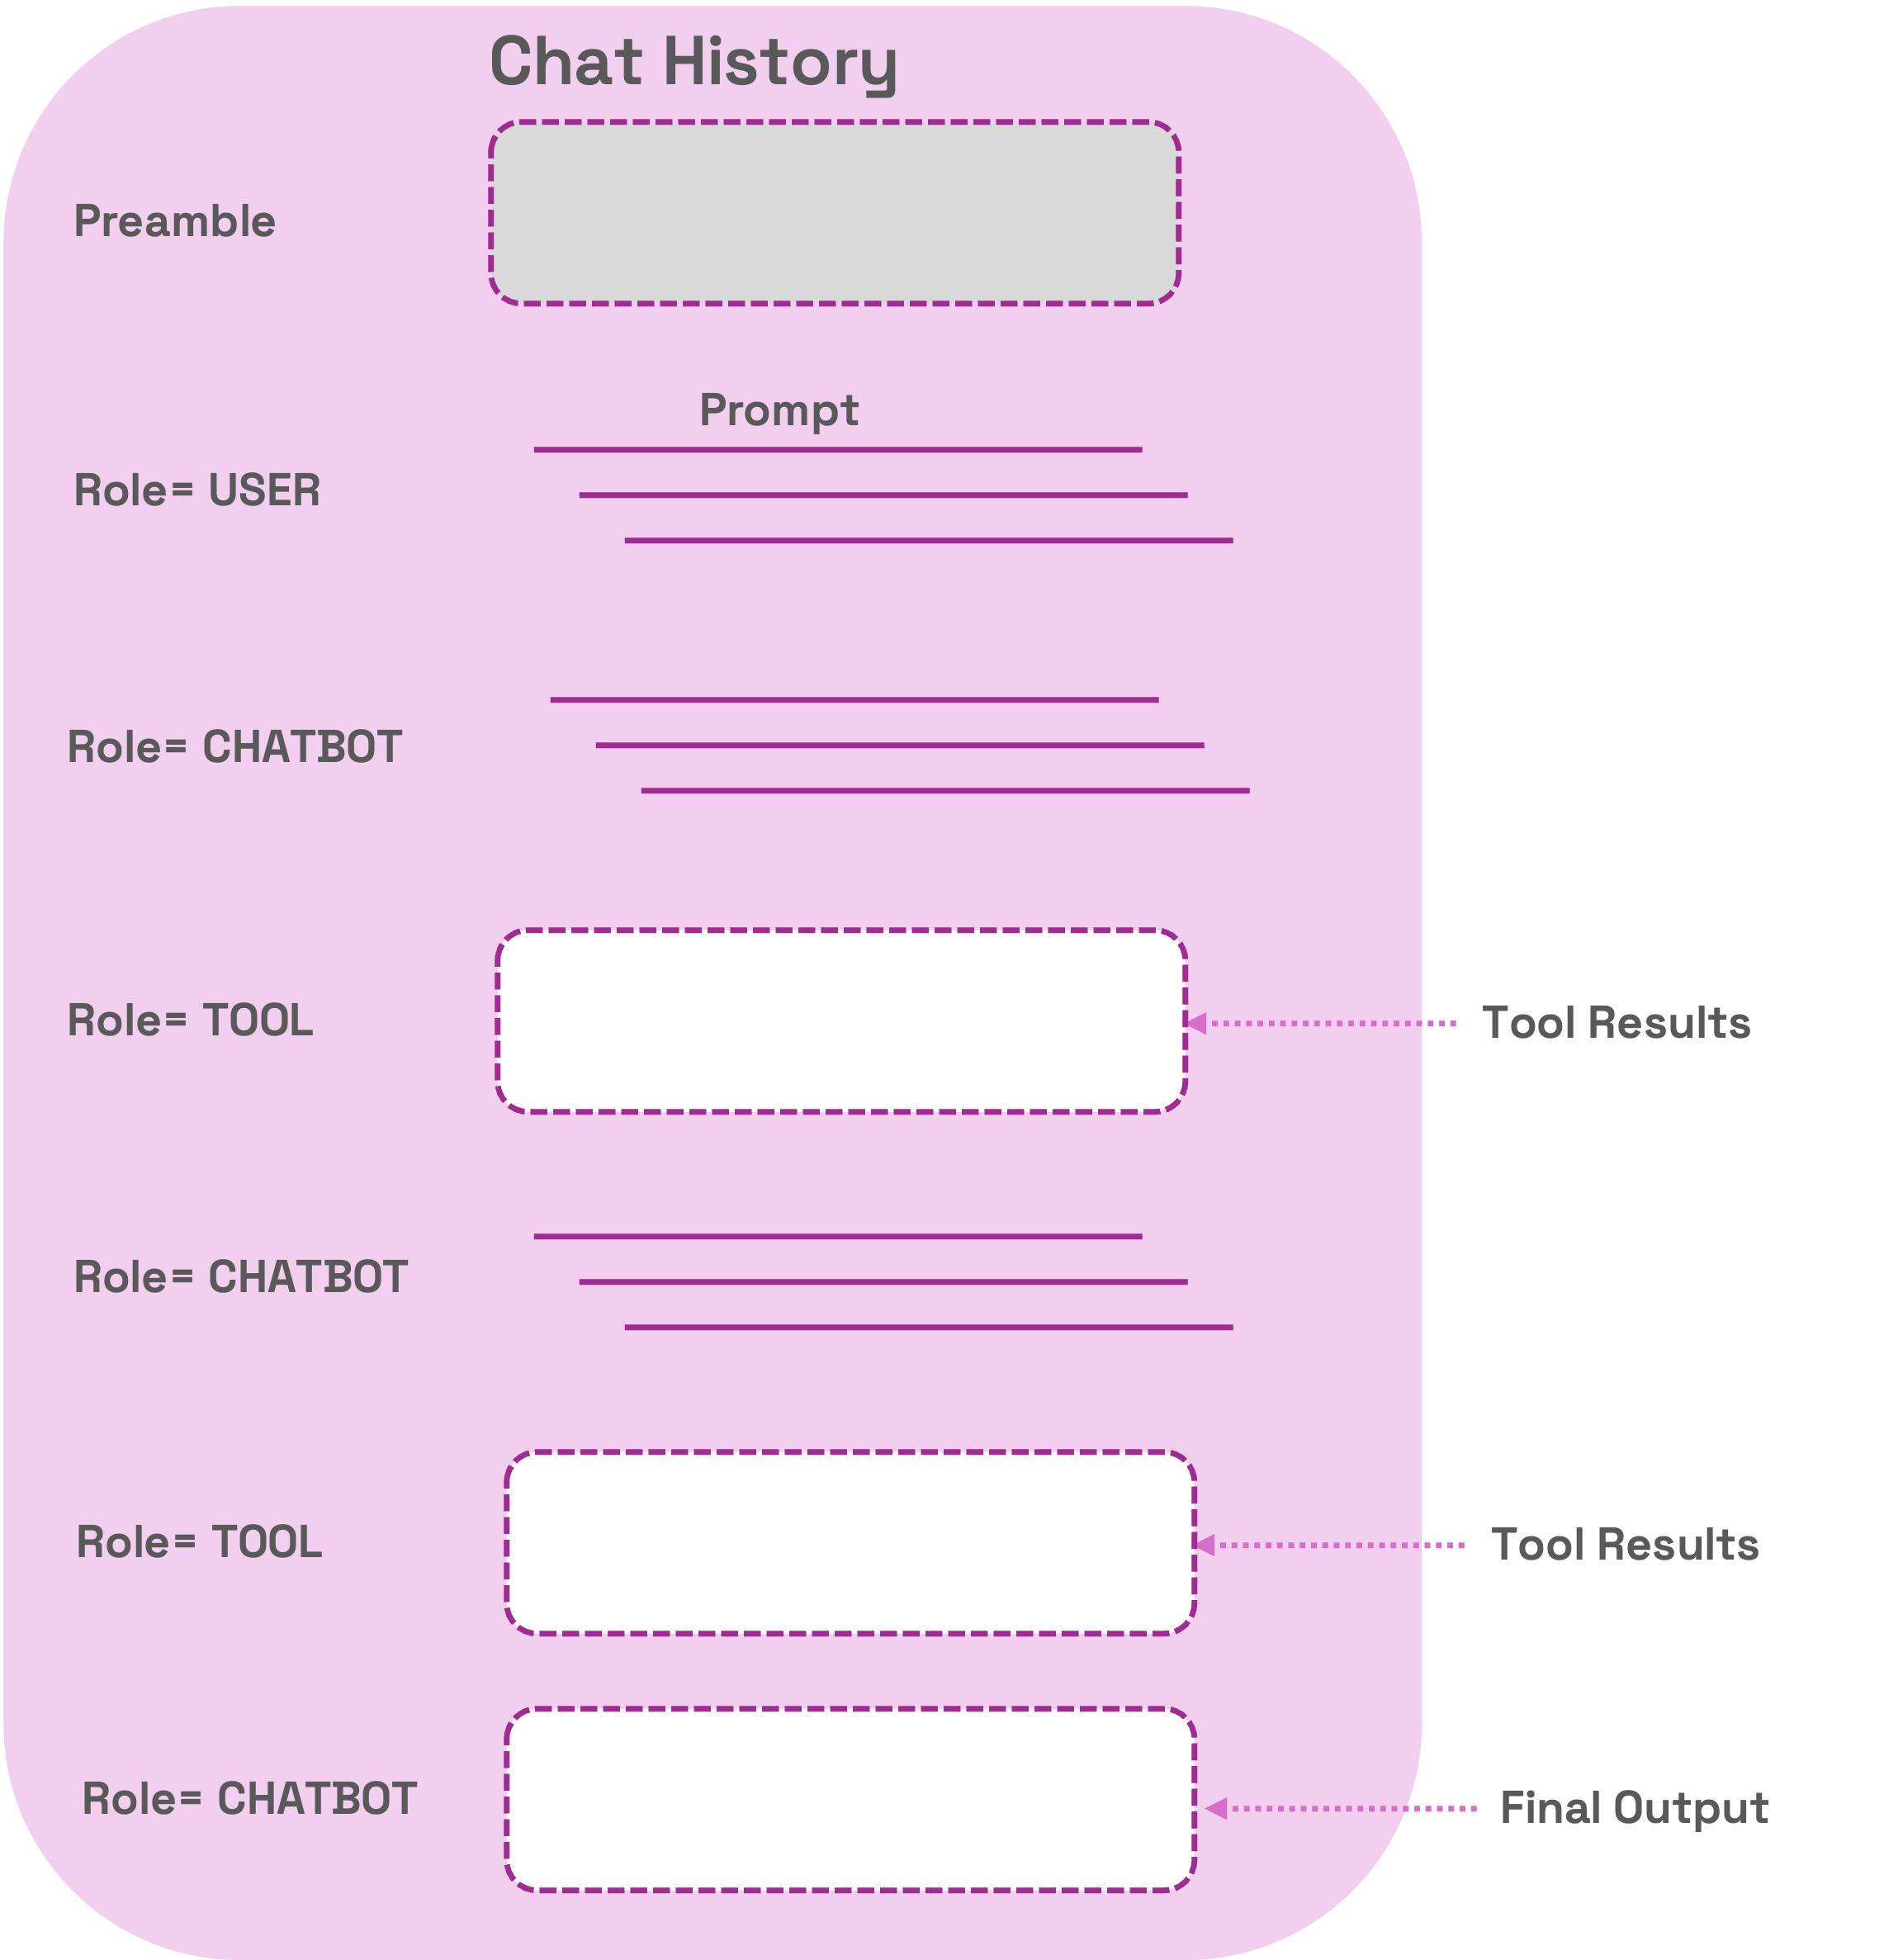 Chat History
Preamble
Prompt
Role= USER
Role= CHATBOT
Role= TOOL
Tool Results
Role= CHATBOT
Role= TOOL
Tool Results
Role= CHATBOT
Final Output